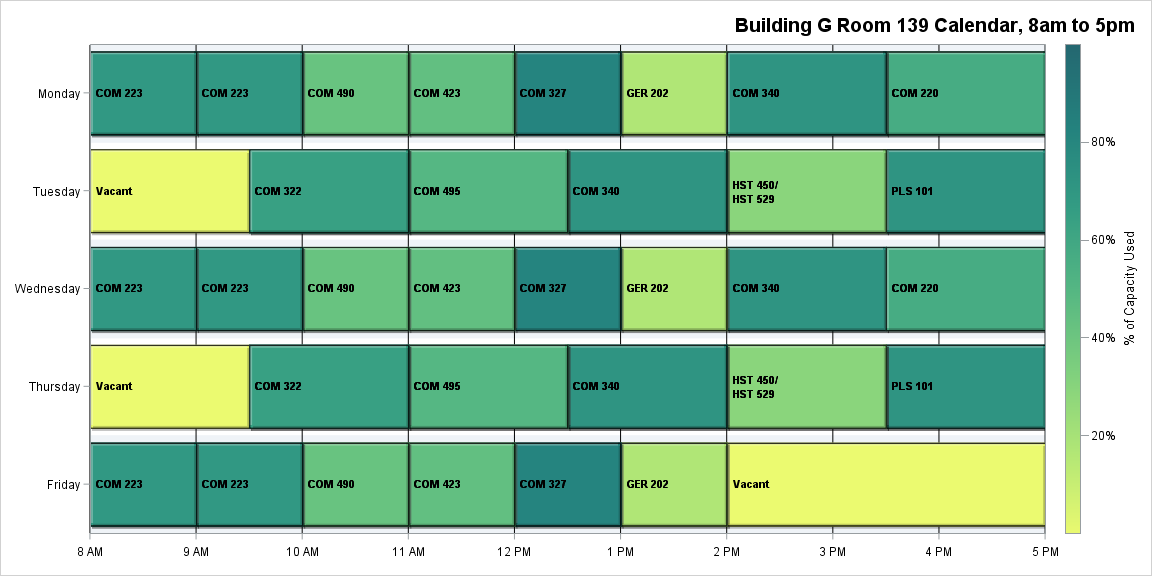 Building G Room 139 Calendar, 8am to 5pm
Monday
COM 223
COM 223
COM 490
COM 423
COM 327
GER 202
COM 340
COM 220
Tuesday
Vacant
COM 322
COM 495
COM 340
HST 450/
HST 529
PLS 101
Wednesday
COM 223
COM 223
COM 490
COM 423
COM 327
GER 202
COM 340
COM 220
Thursday
Vacant
COM 322
COM 495
COM 340
HST 450/
HST 529
PLS 101
Friday
COM 223
COM 223
COM 490
COM 423
COM 327
GER 202
Vacant
8 AM
9 AM
10 AM
11 AM
12 PM
1 PM
2 PM
3 PM
4 PM
5 PM
80%
60%
40%
20%
% of Capacity Used